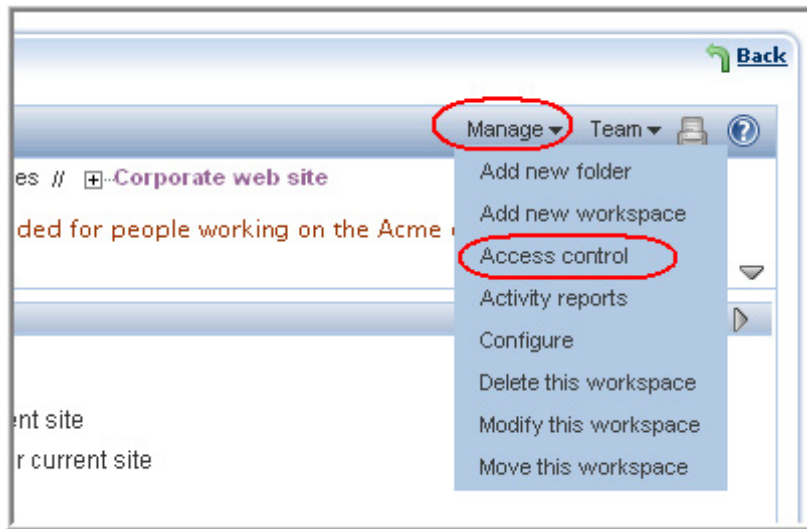 Back
Manage Team
es // Corporate web site
ded for people working on the Acme
Add new folder
Add new workspace
Access control
Activity reports
Configure
Delete this workspace
Modify this workspace
Move this workspace
ent site
r current site